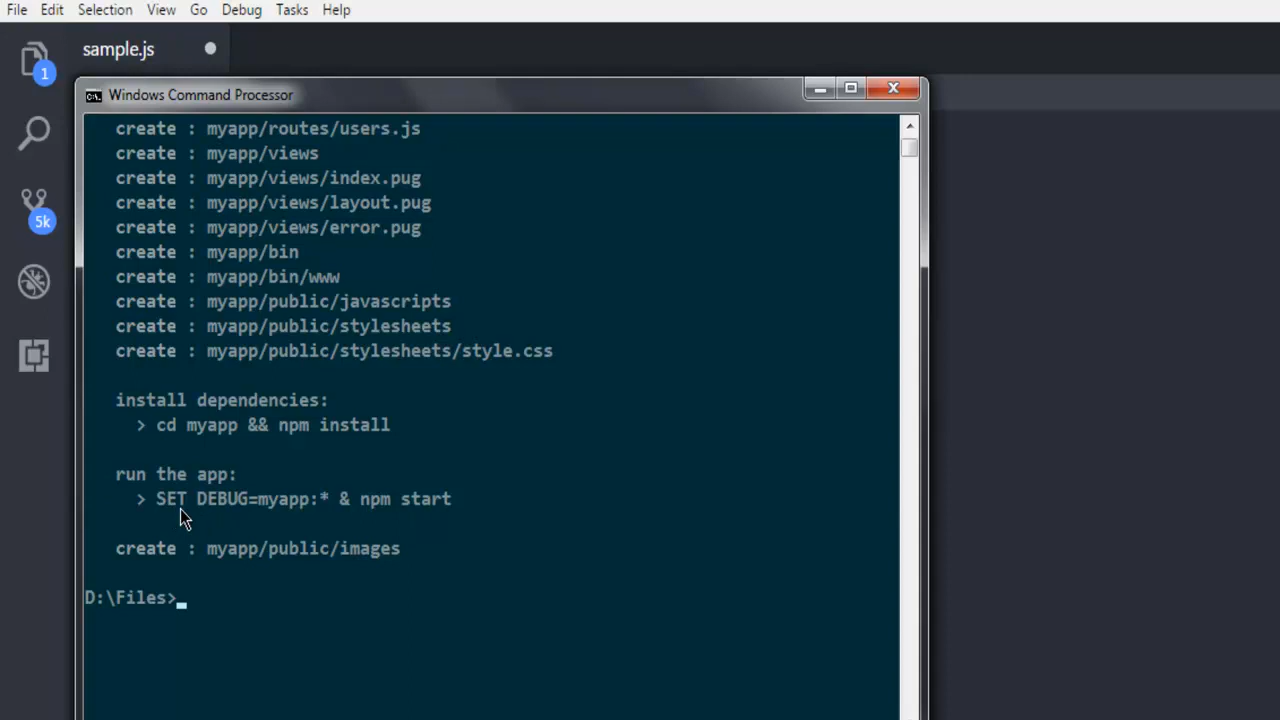 File Edit Selection View Go Debug Tasks Help
sample.js
1
5k
Windows Command Processor
create : myapp/routes/users.js
create : myapp/views
create : myapp/views/index.pug
create : myapp/views/layout.pug
create : myapp/views/error.pug
create : myapp/bin
create : myapp/bin/www
create : myapp/public/javascripts
create : myapp/public/stylesheets
create : myapp/public/stylesheets/style.css
install dependencies:
> cd myapp && npm install
run the app:
> SET DEBUG=myapp:* & npm start
create : myapp/public/images
D:\Files>